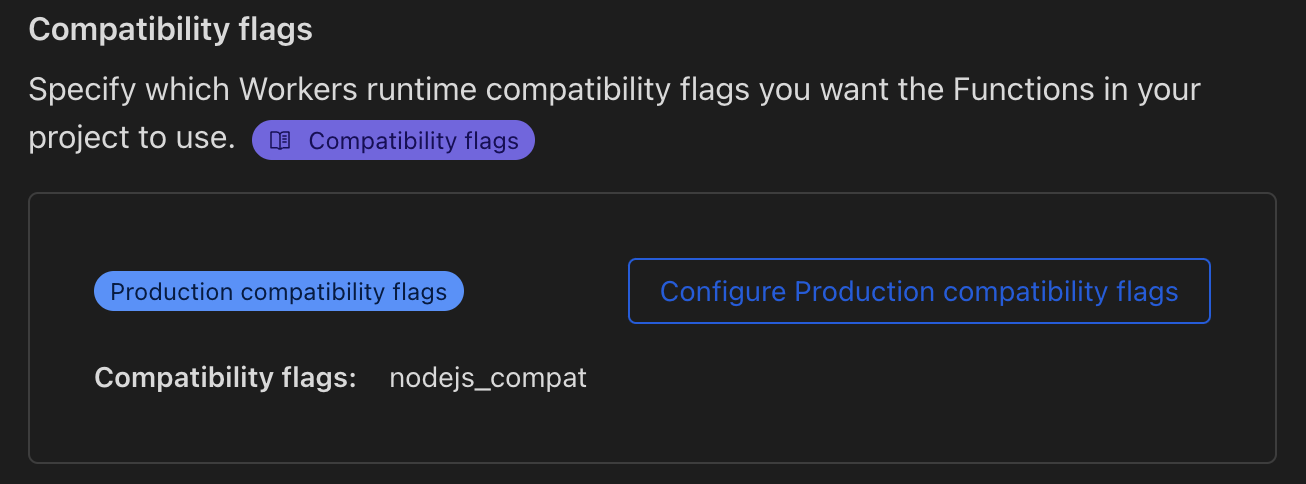 Compatibility flags
Specify which Workers runtime compatibility flags you want the Functions in your
project to use. Compatibility flags
Production compatibility flags Configure Production compatibility flags
Compatibility flags: nodejs_compat